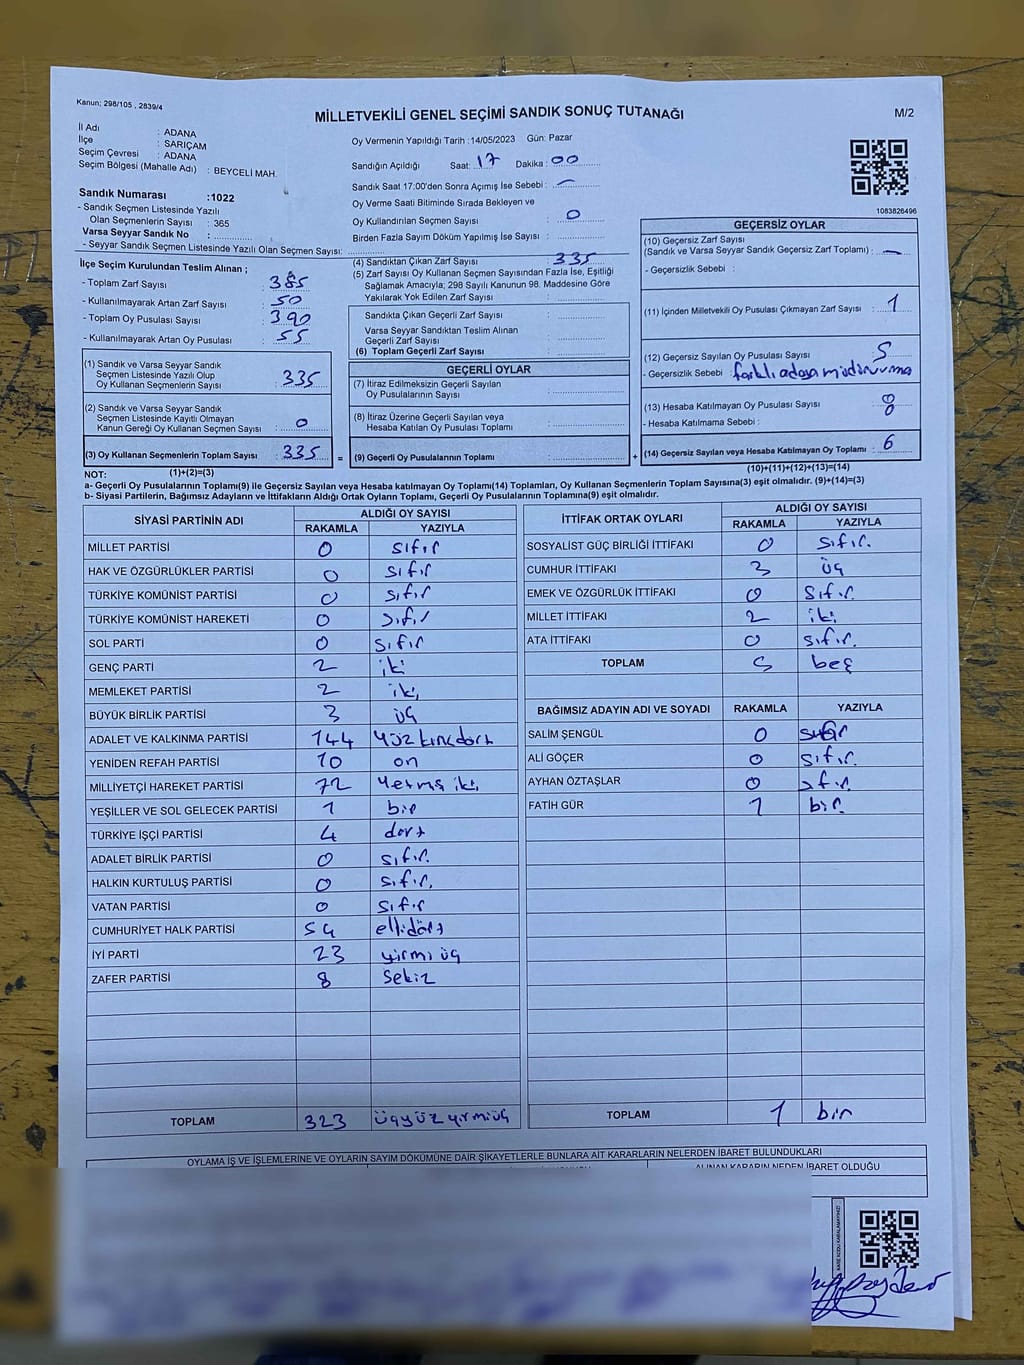 Kanun; 298/105 , 2839/4
MİLLETVEKİLİ GENEL SEÇİMİ SANDIK SONUÇ TUTANAĞI
M/2
İl Adı : ADANA
İlçe : SARIÇAM
Seçim Çevresi : ADANA
Seçim Bölgesi (Mahalle Adı) : BEYCELİ MAH.
Sandık Numarası :1022
- Sandık Seçmen Listesinde Yazılı
Olan Seçmenlerin Sayısı : 365
Varsa Seyyar Sandık No :
- Seyyar Sandık Seçmen Listesinde Yazılı Olan Seçmen Sayısı:
Oy Vermenin Yapıldığı Tarih :14/05/2023 Gün: Pazar
Sandığın Açıldığı Saat: 17 Dakika : 00
Sandık Saat 17:00'den Sonra Açımış İse Sebebi : –
Oy Verme Saati Bitiminde Sırada Bekleyen ve
Oy Kullandırılan Seçmen Sayısı 0
Birden Fazla Sayım Döküm Yapılmış İse Sayısı :
1083826496
İlçe Seçim Kurulundan Teslim Alınan ;
- Toplam Zarf Sayısı : 385
- Kullanılmayarak Artan Zarf Sayısı : 50
- Toplam Oy Pusulası Sayısı : 390
- Kullanılmayarak Artan Oy Pusulası : 55
(1) Sandık ve Varsa Seyyar Sandık
Seçmen Listesinde Yazılı Olup
Oy Kullanan Seçmenlerin Sayısı : 335
(2) Sandık ve Varsa Seyyar Sandık
Seçmen Listesinde Kayıtlı Olmayan
Kanun Gereği Oy Kullanan Seçmen Sayısı : 0
(3) Oy Kullanan Seçmenlerin Toplam Sayısı : 335
(1)+(2)=(3)
(4) Sandıktan Çıkan Zarf Sayısı : 335
(5) Zarf Sayısı Oy Kullanan Seçmen Sayısından Fazla İse, Eşitliği
Sağlamak Amacıyla; 298 Sayılı Kanunun 98. Maddesine Göre
Yakılarak Yok Edilen Zarf Sayısı :
Sandıkta Çıkan Geçerli Zarf Sayısı :
Varsa Seyyar Sandıktan Teslim Alınan
Geçerli Zarf Sayısı :
(6) Toplam Geçerli Zarf Sayısı :
GEÇERLİ OYLAR
(7) İtiraz Edilmeksizin Geçerli Sayılan
Oy Pusulalarının Sayısı :
(8) İtiraz Üzerine Geçerli Sayılan veya
Hesaba Katılan Oy Pusulası Toplamı :
= (9) Geçerli Oy Pusulalarının Toplamı :
GEÇERSİZ OYLAR
(10) Geçersiz Zarf Sayısı
(Sandık ve Varsa Seyyar Sandık Geçersiz Zarf Toplamı) : –
- Geçersizlik Sebebi :
(11) İçinden Milletvekili Oy Pusulası Çıkmayan Zarf Sayısı : 1
(12) Geçersiz Sayılan Oy Pusulası Sayısı : 5
- Geçersizlik Sebebi :
(13) Hesaba Katılmayan Oy Pusulası Sayısı : 0
- Hesaba Katılmama Sebebi :
+ (14) Geçersiz Sayılan veya Hesaba Katılmayan Oy Toplamı : 6
(10)+(11)+(12)+(13)=(14)
NOT:
a- Geçerli Oy Pusulaları Toplamı(9) ile Geçersiz Sayılan veya Hesaba katılmayan Oy Toplamı(14) Toplamları, Oy Kullanan Seçmenlerin Toplam Sayısına(3) eşit olmalıdır. (9)+(14)=(3)
b- Siyasi Partilerin, Bağımsız Adayların ve İttifakların Aldığı Ortak Oyların Toplamı, Geçerli Oy Pusulalarının Toplamına(9) eşit olmalıdır.
SİYASİ PARTİNİN ADI ALDIĞI OY SAYISI
RAKAMLA YAZIYLA
MİLLET PARTİSİ 0 sıfır
HAK VE ÖZGÜRLÜKLER PARTİSİ 0 sıfır
TÜRKİYE KOMÜNİST PARTİSİ 0 sıfır
TÜRKİYE KOMÜNİST HAREKETİ 0 sıfır
SOL PARTİ 0 sıfır
GENÇ PARTİ 2 iki
MEMLEKET PARTİSİ 2 iki
BÜYÜK BİRLİK PARTİSİ 3 üç
ADALET VE KALKINMA PARTİSİ 144 yüzkırıçdört
YENİDEN REFAH PARTİSİ 10 on
MİLLİYETÇİ HAREKET PARTİSİ 72 yetmiş iki
YEŞİLLER VE SOL GELECEK PARTİSİ 1 bir
TÜRKİYE İŞÇİ PARTİSİ 4 dört
ADALET BİRLİK PARTİSİ 0 sıfır.
HALKIN KURTULUŞ PARTİSİ 0 sıfır.
VATAN PARTİSİ 0 sıfır
CUMHURİYET HALK PARTİSİ 54 ellidört
İYİ PARTİ 23 yirmi üç
ZAFER PARTİSİ 8 Sekiz
TOPLAM 323 üçyüz yirmiüç
İTTİFAK ORTAK OYLARI ALDIĞI OY SAYISI
RAKAMLA YAZIYLA
SOSYALİST GÜÇ BİRLİĞİ İTTİFAKI 0 sıfır.
CUMHUR İTTİFAKI 3 üç
EMEK VE ÖZGÜRLÜK İTTİFAKI 0 sıfır.
MİLLET İTTİFAKI 2 iki
ATA İTTİFAKI 0 sıfır.
TOPLAM 5 beş
BAĞIMSIZ ADAYIN ADI VE SOYADI RAKAMLA YAZIYLA
SALİM ŞENGÜL 0 sıfır
ALİ GÖÇER 0 sıfır.
AYHAN ÖZTAŞLAR 0 sıfır.
FATİH GÜR 1 bir.
TOPLAM 1 bir
OYLAMA İŞ VE İŞLEMLERİNE VE OYLARIN SAYIM DÖKÜMÜNE DAİR ŞİKAYETLERLE BUNLARA AİT KARARLARIN NELERDEN İBARET BULUNDUKLARI
ALINAN KARARIN NEDEN İBARET OLDUĞU